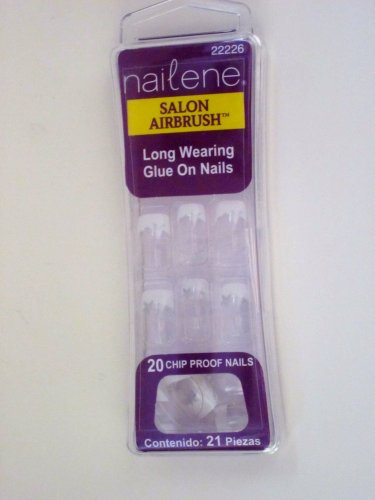 22226
nailene®
SALON
AIRBRUSH™
Long Wearing
Glue On Nails
20 CHIP PROOF NAILS
Contenido: 21 Piezas